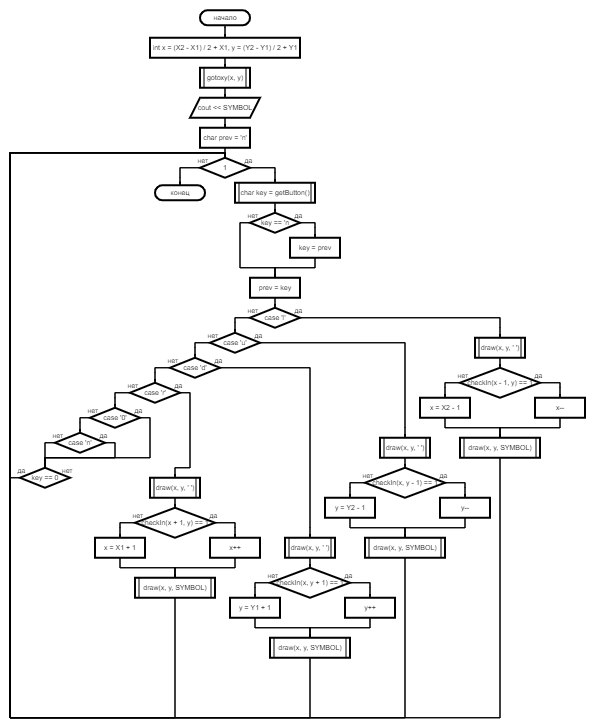 начало
int x = (X2 - X1) / 2 + X1, y = (Y2 - Y1) / 2 + Y1
gotoxy(x, y)
cout << SYMBOL
char prev = 'n'
нет
1
да
конец
char key = getButton()
нет
key == 'n
да
key = prev
prev = key
нет
case 'l'
да
нет
case 'u'
да
draw(x, y, ' ')
нет
case 'd'
да
нет
checkIn(x - 1, y) ==
да
нет
case 'r'
да
x = X2 - 1
x--
нет
case '0'
да
нет
case 'n'
да
draw(x, y, ' ')
draw(x, y, SYMBOL)
да
key == 0
нет
нет
checkIn(x, y - 1) ==
да
draw(x, y, ' ')
y = Y2 - 1
y--
нет
checkIn(x + 1, y) ==
да
x = X1 + 1
x++
draw(x, y, ' ')
draw(x, y, SYMBOL)
нет
checkIn(x, y + 1) ==
да
draw(x, y, SYMBOL)
y = Y1 + 1
y++
draw(x, y, SYMBOL)